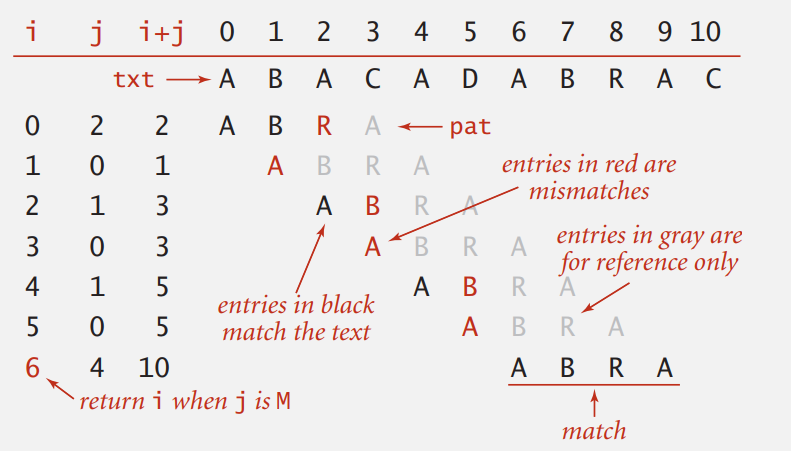 i j i+j 0 1 2 3 4 5 6 7 8 9 10
txt A B A C A D A B R A C
0 2 2 A B R A pat
1 0 1 A B R A
entries in red are
mismatches
2 1 3 A B R A
3 0 3 A B R A
entries in gray are
for reference only
4 1 5 A B R A
entries in black
match the text
5 0 5 A B R A
6 4 10 A B R A
return i when j is M
match